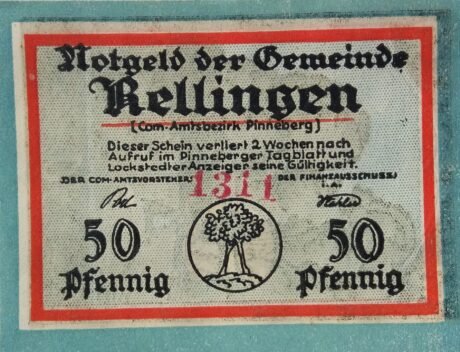 Notgeld der Gemeinde
Rellingen
(Com-Amtsbezirk Pinneberg)
Dieser Schein verliert 2 Wochen nach
Aufruf im Pinneberger Tagblatt und
Lockstedter Anzeiger seine Gültigkeit.
DER COM-AMTSVORSTEHER: 1311 DER FINANZAUSSCHUSS:
I.A.
50 50
Pfennig Pfennig